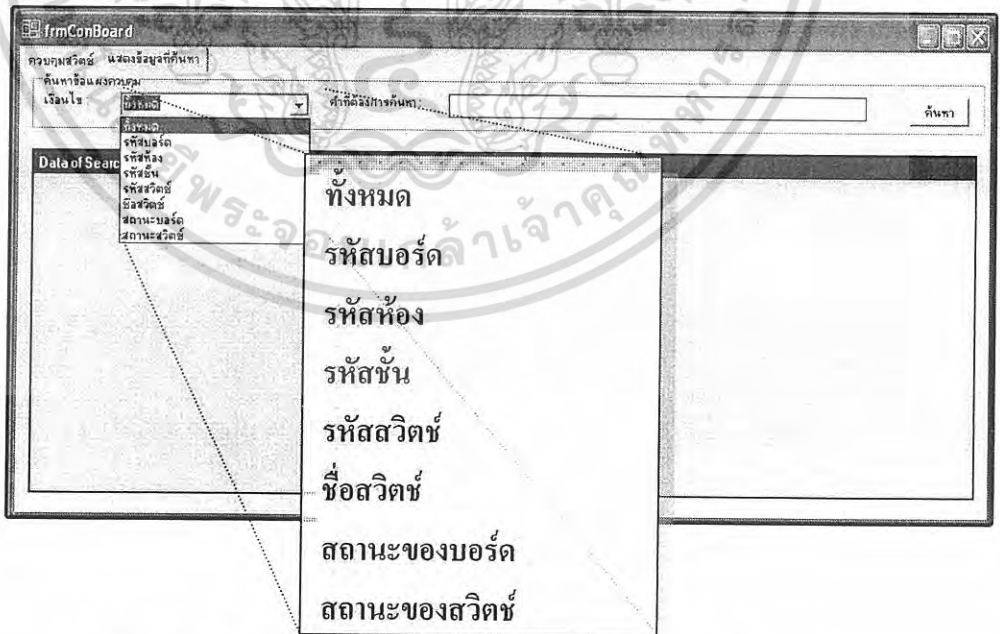 frmConBoard
ควบคุมสวิตซ์ แสดงข้อมูลที่ค้นหา
ค้นหาข้อแผงควบคุม
เงื่อนไข : ทั้งหมด คำที่ต้องการค้นหา : ค้นหา
ทั้งหมด
รหัสบอร์ด
รหัสห้อง
รหัสชั้น
รหัสสวิตซ์
ชื่อสวิตซ์
สถานะบอร์ด
สถานะสวิตซ์
Data of Searc
ทั้งหมด
รหัสบอร์ด
รหัสห้อง
รหัสชั้น
รหัสสวิตช์
ชื่อสวิตช์
สถานะของบอร์ด
สถานะของสวิตช์